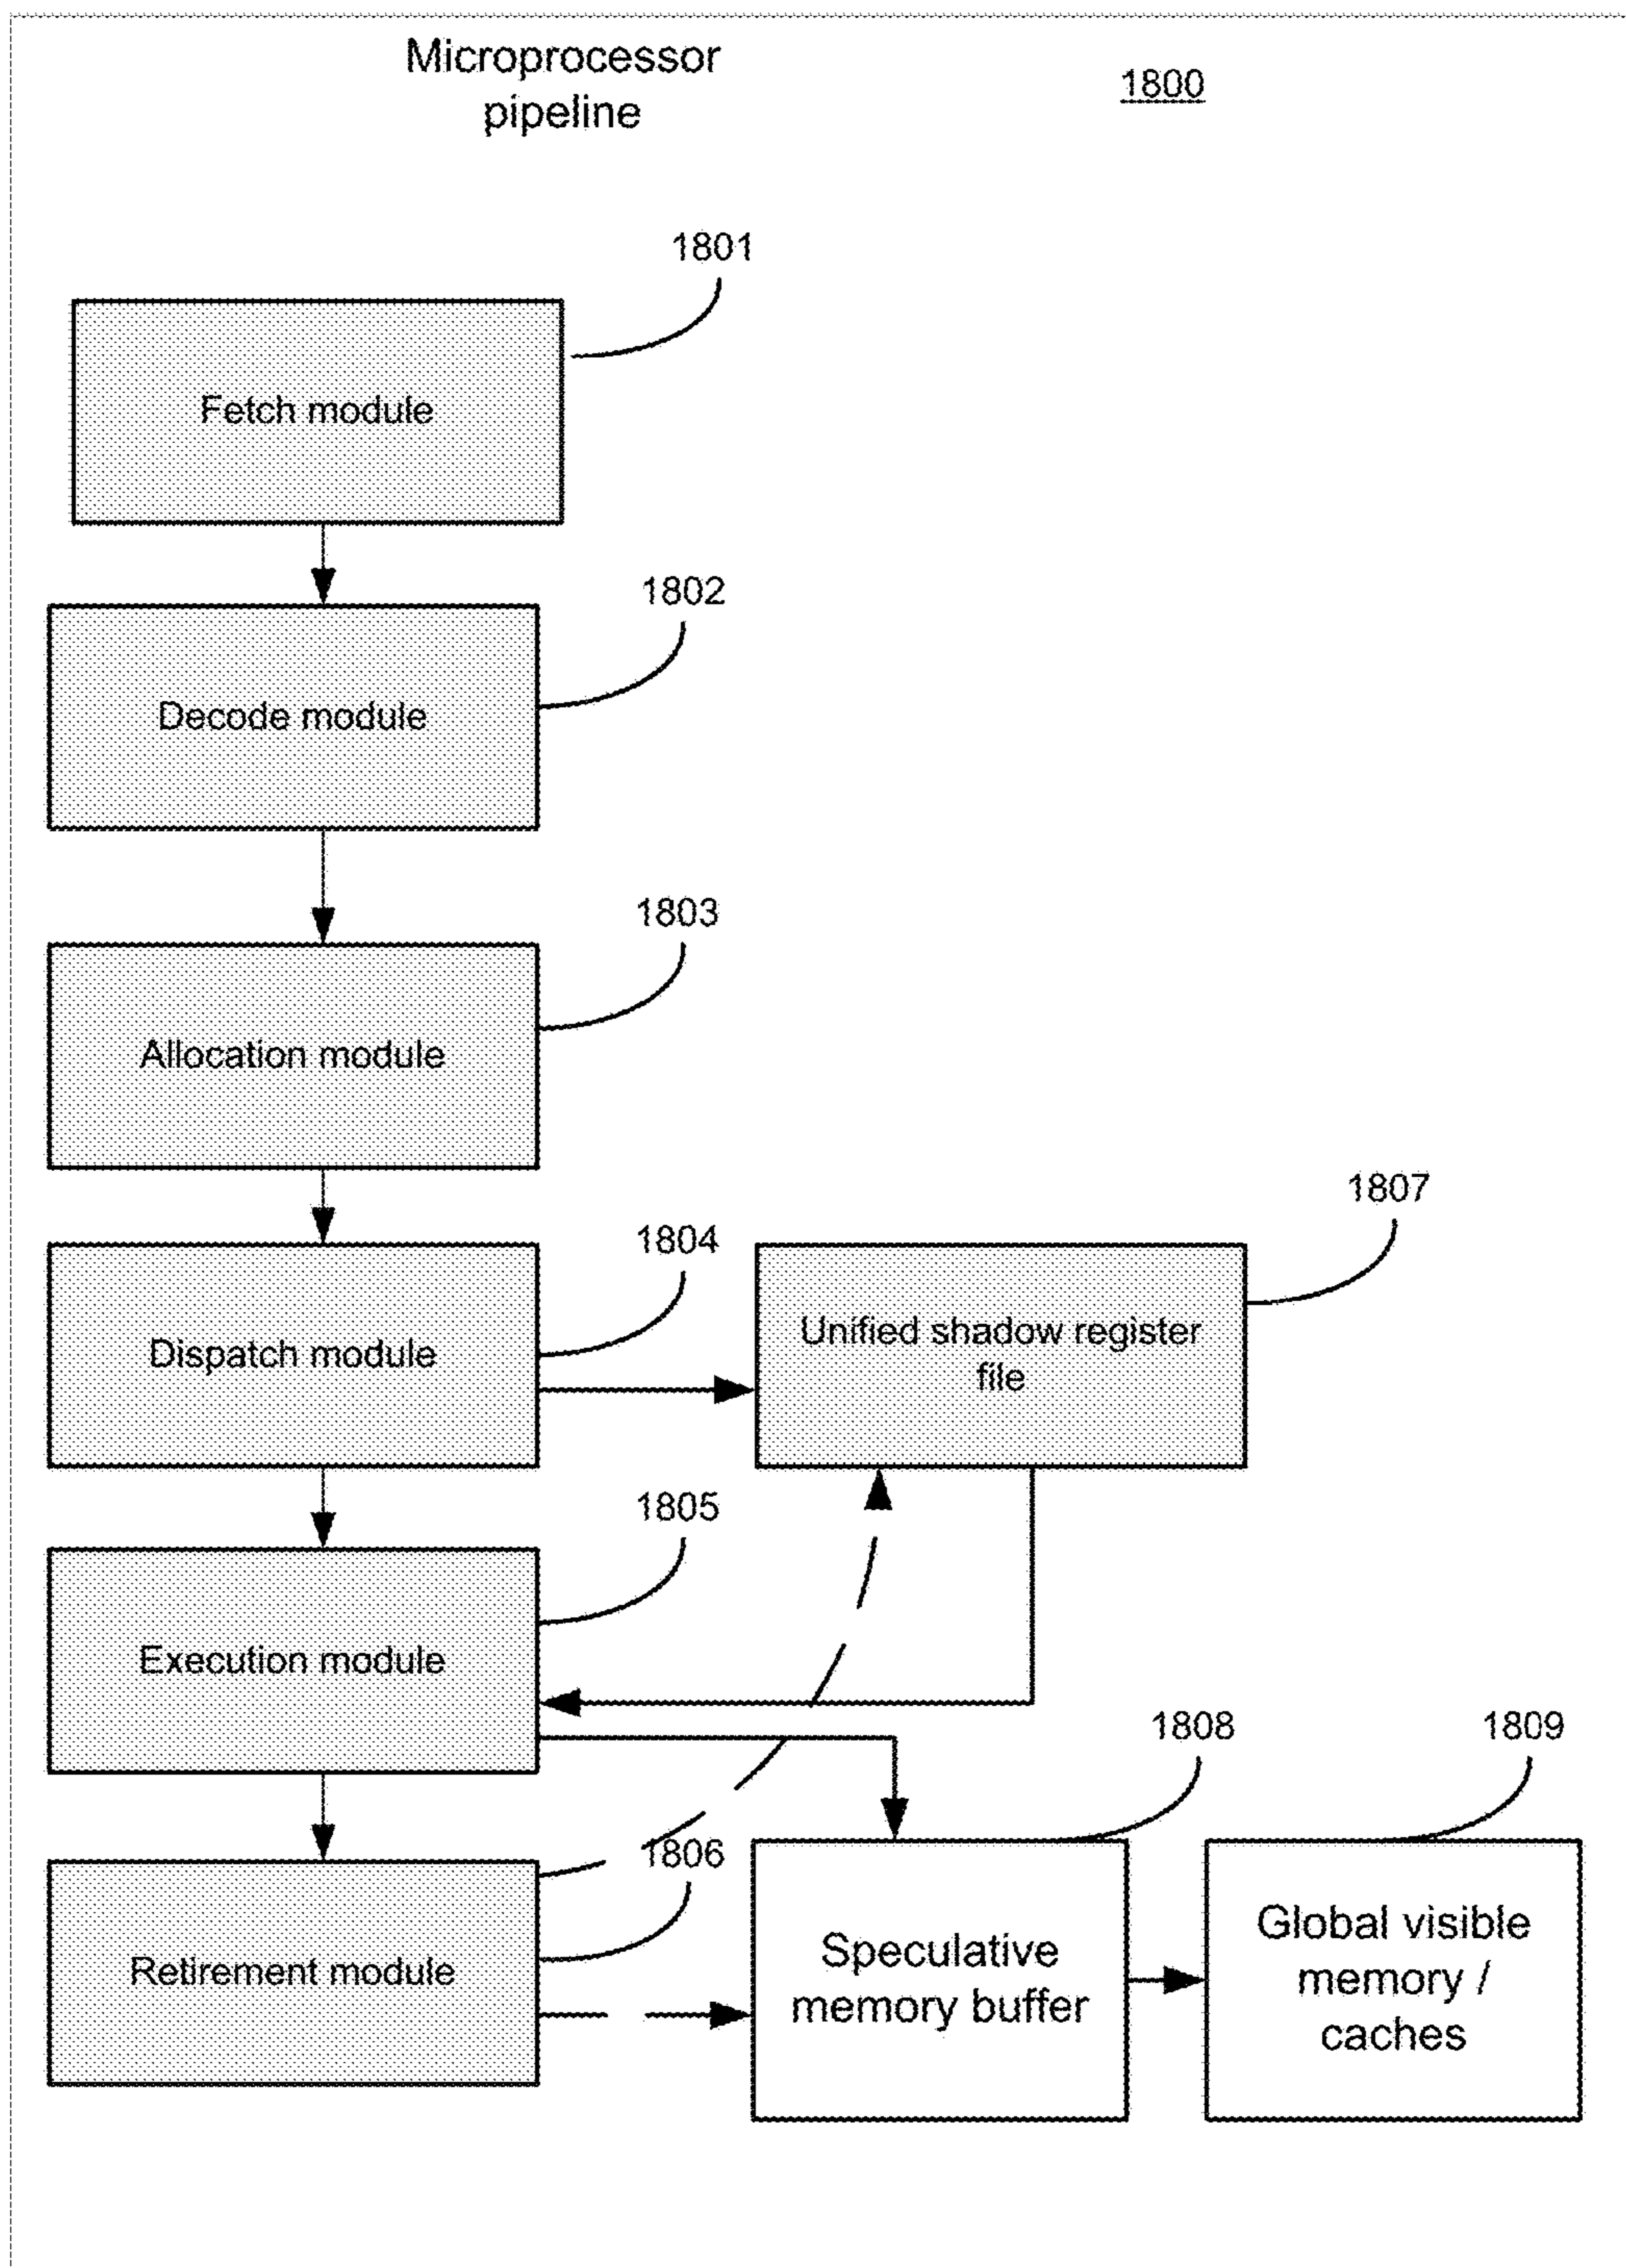 Microprocessor
pipeline
1800
1801
Fetch module
1802
Decode module
1803
Allocation module
1807
1804
Unified shadow register
file
Dispatch module
1805
Execution module
1808
1809
1806
Speculative
memory buffer
Global visible
memory /
caches
Retirement module